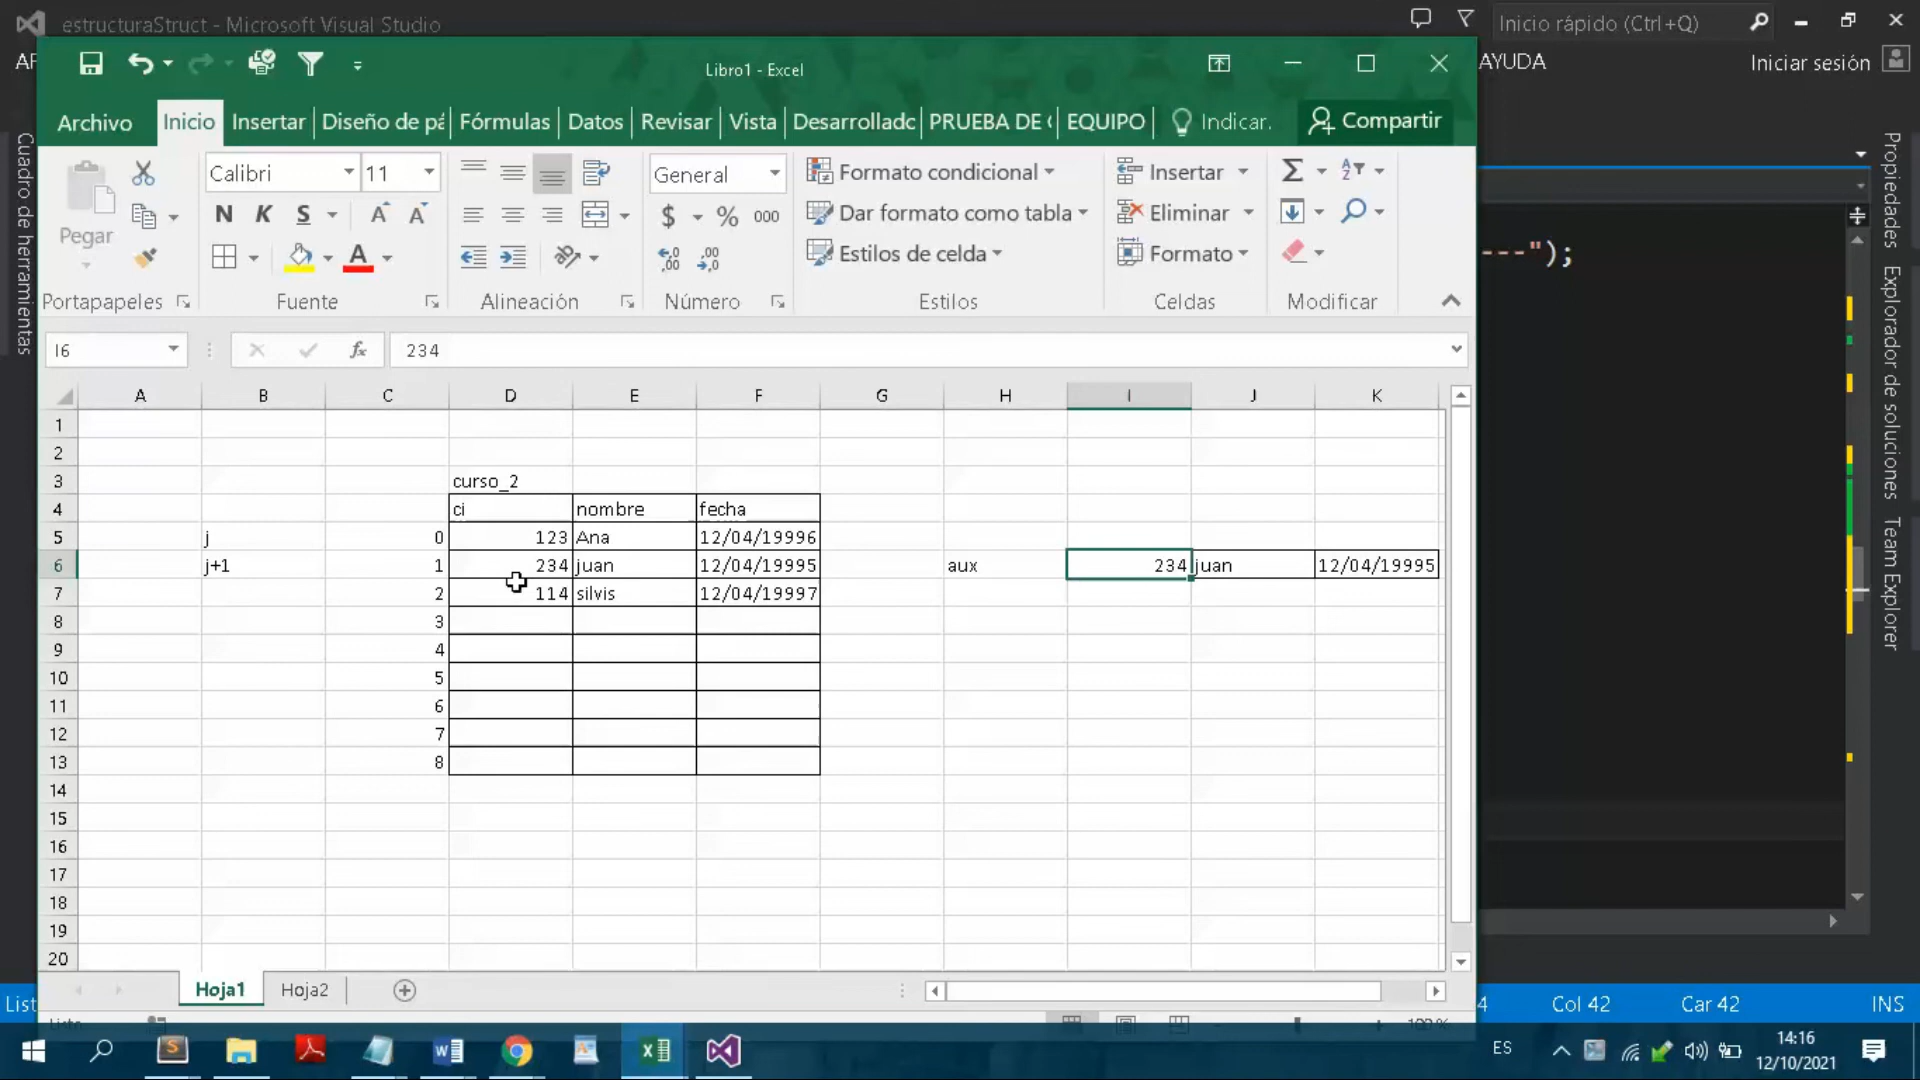 estructuraStruct - Microsoft Visual Studio
Inicio rápido (Ctrl+Q)
AYUDA
Iniciar sesión
Libro1 - Excel
Archivo Inicio Insertar Diseño de pá Fórmulas Datos Revisar Vista Desarrolladc PRUEBA DE EQUIPO Indicar. Compartir
Pegar
Calibri 11
N K S
General
$ % 000
Formato condicional
Dar formato como tabla
Estilos de celda
Insertar
Eliminar
Formato
Portapapeles Fuente Alineación Número Estilos Celdas Modificar
I6 fx 234
A B C D E F G H I J K
1
2
3 curso_2
4 ci nombre fecha
5 j 0 123 Ana 12/04/19996
6 j+1 1 234 juan 12/04/19995 aux 234 juan 12/04/19995
7 2 114 silvis 12/04/19997
8 3
9 4
10 5
11 6
12 7
13 8
14
15
16
17
18
19
20
Hoja1 Hoja2
Cuadro de herramientas
---");
Propiedades
Explorador de soluciones
Team Explorer
List 4 Col 42 Car 42 INS
100 %
ES
14:16
12/10/2021